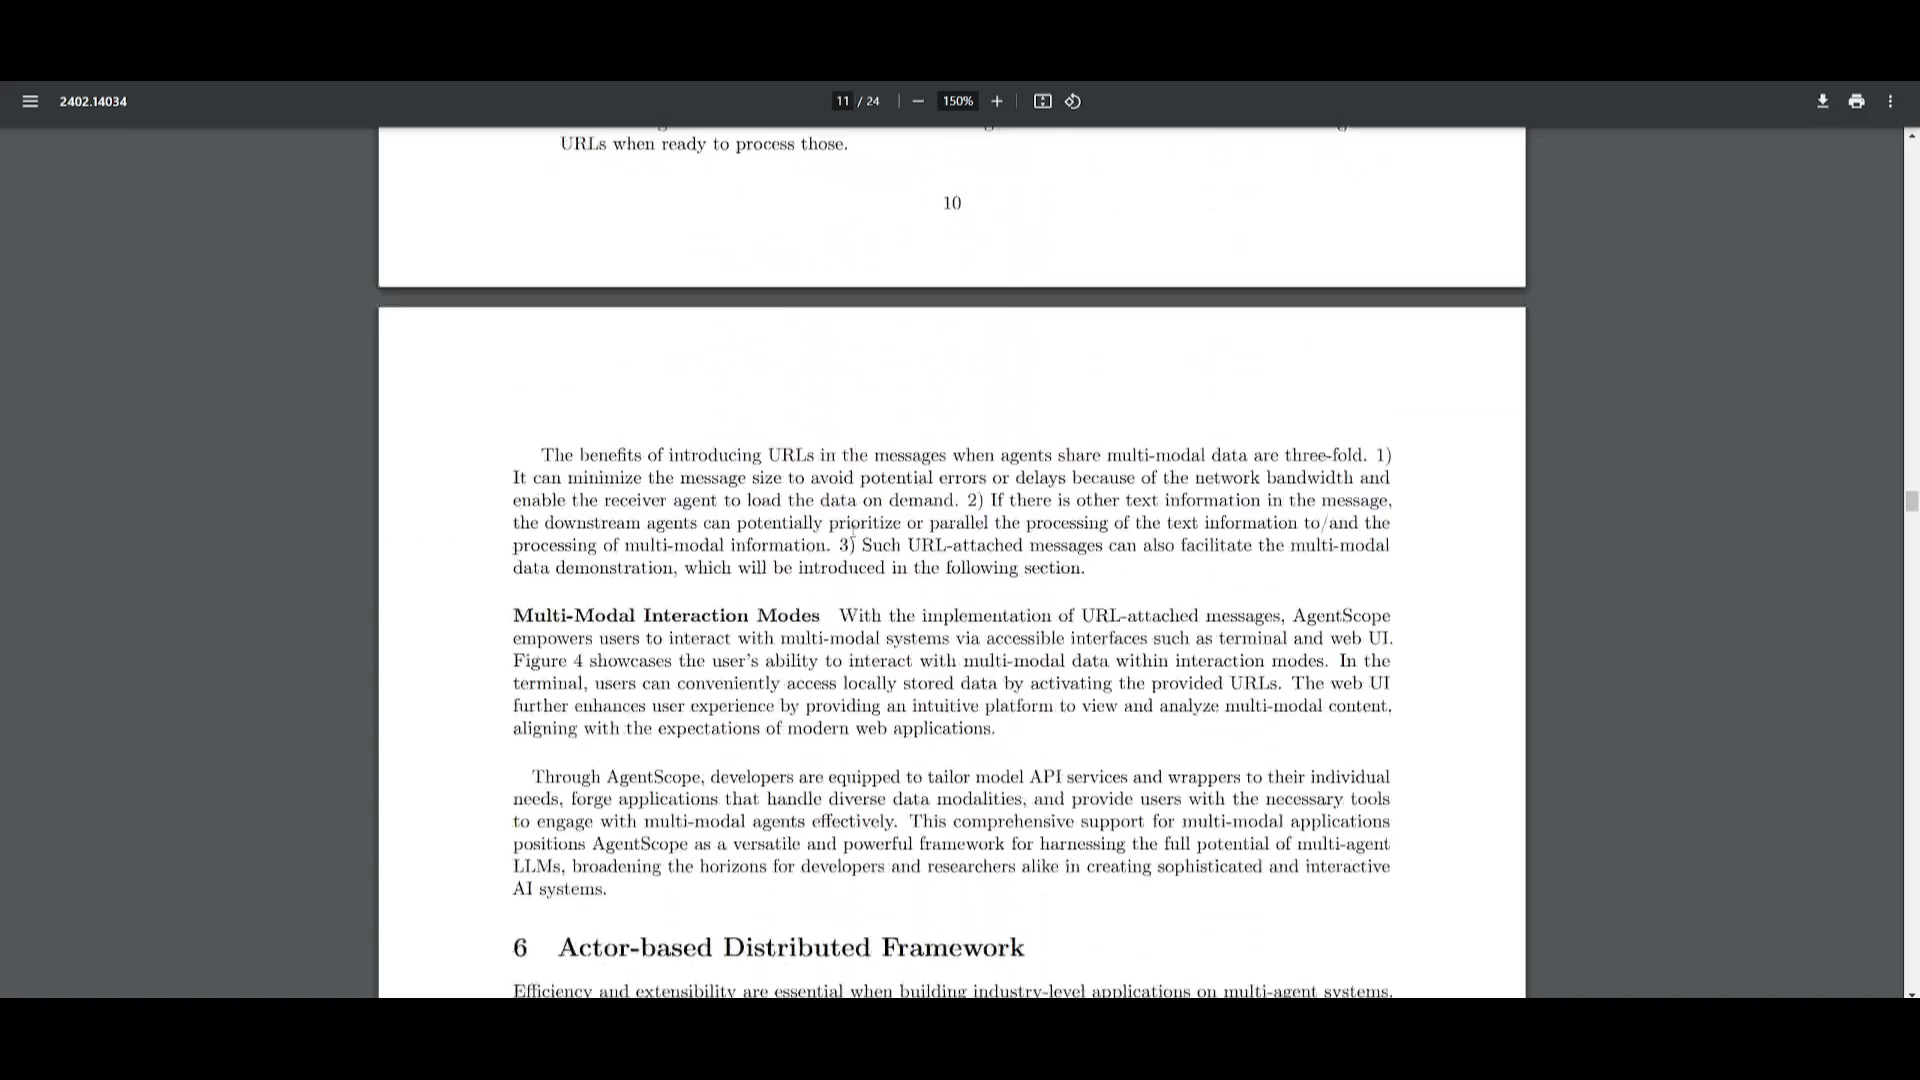 2402.14034
11 / 24
150%
URLs when ready to process those.
10
The benefits of introducing URLs in the messages when agents share multi-modal data are three-fold. 1)
It can minimize the message size to avoid potential errors or delays because of the network bandwidth and
enable the receiver agent to load the data on demand. 2) If there is other text information in the message,
the downstream agents can potentially prioritize or parallel the processing of the text information to/and the
processing of multi-modal information. 3) Such URL-attached messages can also facilitate the multi-modal
data demonstration, which will be introduced in the following section.
Multi-Modal Interaction Modes With the implementation of URL-attached messages, AgentScope
empowers users to interact with multi-modal systems via accessible interfaces such as terminal and web UI.
Figure 4 showcases the user's ability to interact with multi-modal data within interaction modes. In the
terminal, users can conveniently access locally stored data by activating the provided URLs. The web UI
further enhances user experience by providing an intuitive platform to view and analyze multi-modal content,
aligning with the expectations of modern web applications.
Through AgentScope, developers are equipped to tailor model API services and wrappers to their individual
needs, forge applications that handle diverse data modalities, and provide users with the necessary tools
to engage with multi-modal agents effectively. This comprehensive support for multi-modal applications
positions AgentScope as a versatile and powerful framework for harnessing the full potential of multi-agent
LLMs, broadening the horizons for developers and researchers alike in creating sophisticated and interactive
AI systems.
6 Actor-based Distributed Framework
Efficiency and extensibility are essential when building industry-level applications on multi-agent systems.